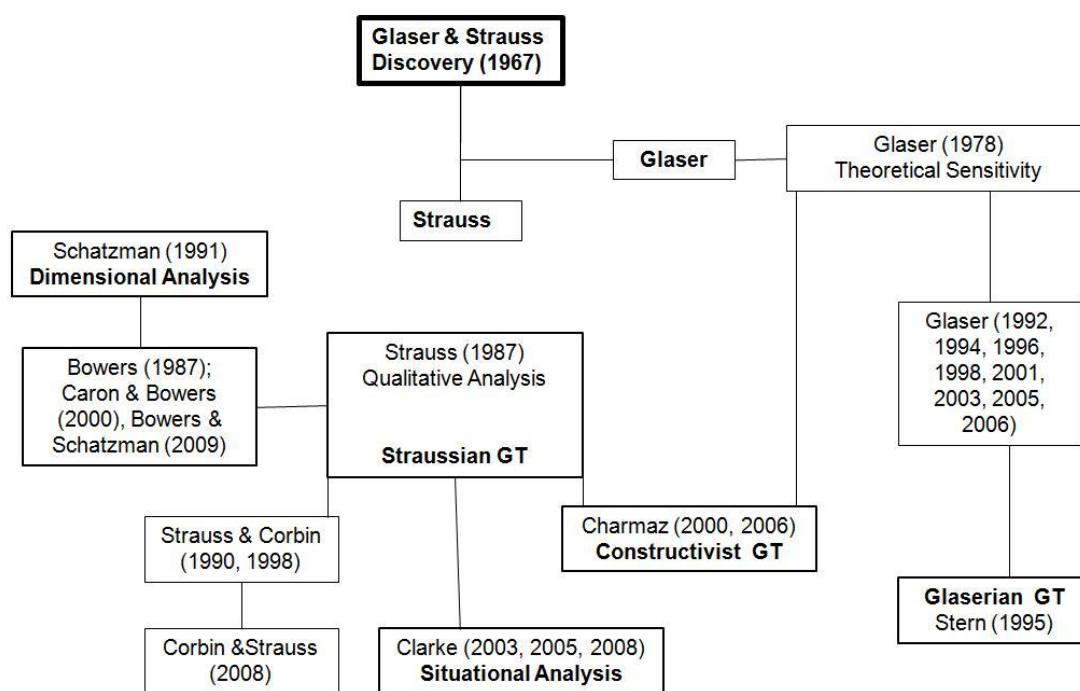 Glaser & Strauss
Discovery (1967)
Glaser
Glaser (1978)
Theoretical Sensitivity
Strauss
Schatzman (1991)
Dimensional Analysis
Bowers (1987);
Caron & Bowers
(2000), Bowers &
Schatzman (2009)
Strauss (1987)
Qualitative Analysis
Straussian GT
Glaser (1992,
1994, 1996,
1998, 2001,
2003, 2005,
2006)
Strauss & Corbin
(1990, 1998)
Charmaz (2000, 2006)
Constructivist GT
Glaserian GT
Stern (1995)
Corbin &Strauss
(2008)
Clarke (2003, 2005, 2008)
Situational Analysis